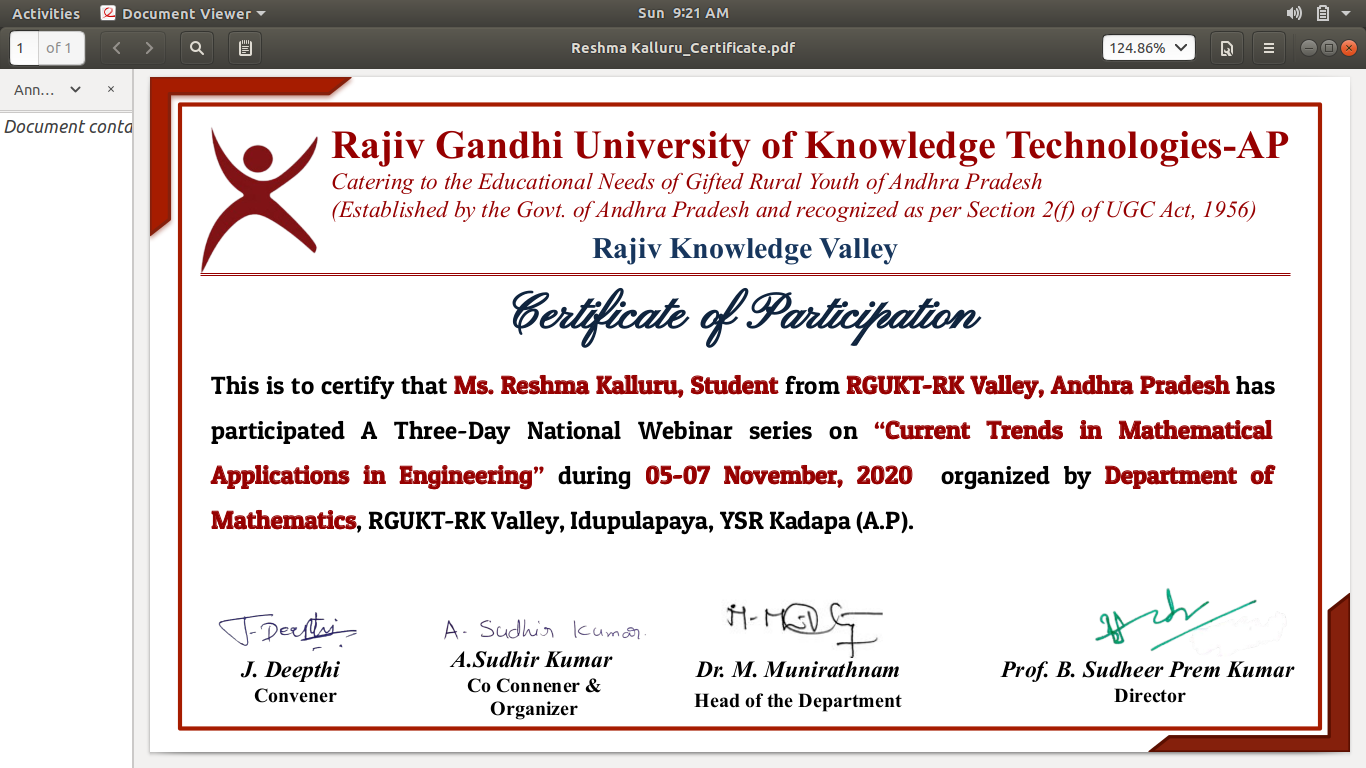 Activities Document Viewer Sun 9:21 AM
1 of 1 Reshma Kalluru_Certificate.pdf 124.86%
Ann...
Document conta
Rajiv Gandhi University of Knowledge Technologies-AP
Catering to the Educational Needs of Gifted Rural Youth of Andhra Pradesh
(Established by the Govt. of Andhra Pradesh and recognized as per Section 2(f) of UGC Act, 1956)
Rajiv Knowledge Valley
Certificate of Participation
This is to certify that Ms. Reshma Kalluru, Student from RGUKT-RK Valley, Andhra Pradesh has
participated A Three-Day National Webinar series on “Current Trends in Mathematical
Applications in Engineering” during 05-07 November, 2020 organized by Department of
Mathematics, RGUKT-RK Valley, Idupulapaya, YSR Kadapa (A.P).
J. Deepthi A. Sudhir Kumar
J. Deepthi A.Sudhir Kumar Dr. M. Munirathnam Prof. B. Sudheer Prem Kumar
Convener Co Connener & Head of the Department Director
Organizer